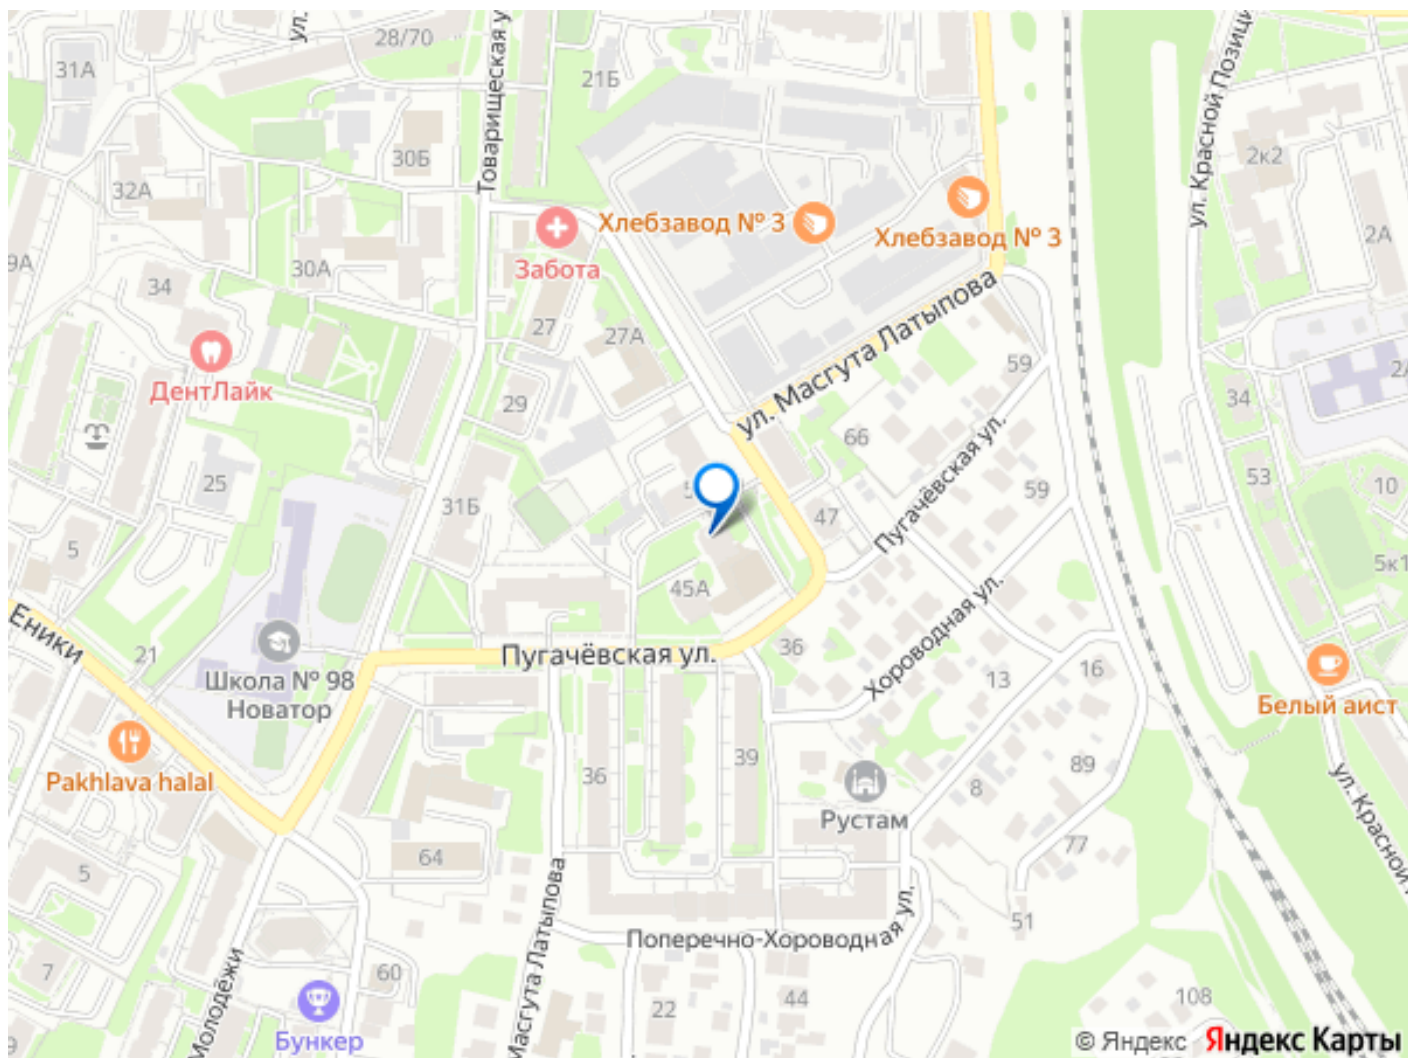 ул.
28/70
Товарищеская у
31А
21Б
ул. Красной Позици
30Б
2к2
32А
Хлебзавод № 3
Хлебзавод № 3
2А
9А
Забота
30А
34
27
27А
ул. Масгута Латыпова
59
2А
ДентЛайк
29
34
66
Пугачёвская ул.
53
25
10
31Б
5
59
47
5
5к1
45А
Хороводная ул.
Еники
21
Пугачёвская ул.
36
Школа № 98
Новатор
13
16
Белый аист
Pakhlava halal
36
39
89
8
Рустам
ул. Красной
77
64
5
Масгута Латыпова
51
Поперечно-Хороводная ул.
Молодёжи
7
60
22
44
108
Бункер
© Яндекс Яндекс Карты